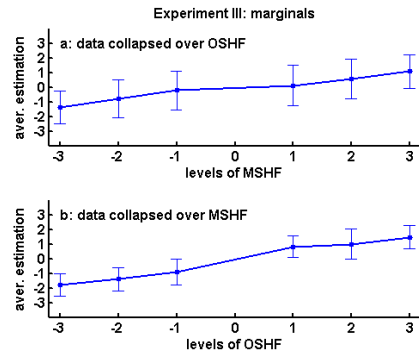 Experiment III: marginals
a: data collapsed over OSHF
aver. estimation
3
2
1
0
-1
-2
-3
-3 -2 -1 0 1 2 3
levels of MSHF
b: data collapsed over MSHF
aver. estimation
3
2
1
0
-1
-2
-3
-3 -2 -1 0 1 2 3
levels of OSHF